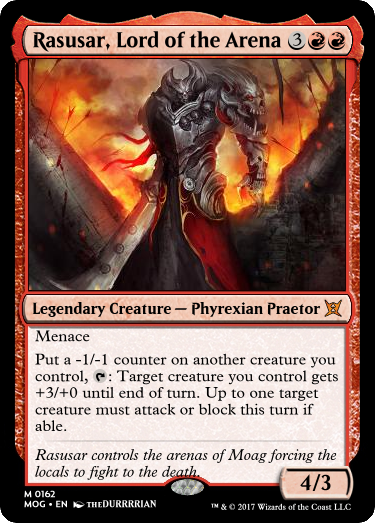 Rasusar, Lord of the Arena 3
Legendary Creature — Phyrexian Praetor
Menace
Put a -1/-1 counter on another creature you
control, : Target creature you control gets
+3/+0 until end of turn. Up to one target
creature must attack or block this turn if
able.
Rasusar controls the arenas of Moag forcing the
locals to fight to the death.
4/3
M 0162
MOG • EN theDURRRRIAN
™ & © 2017 Wizards of the Coast LLC